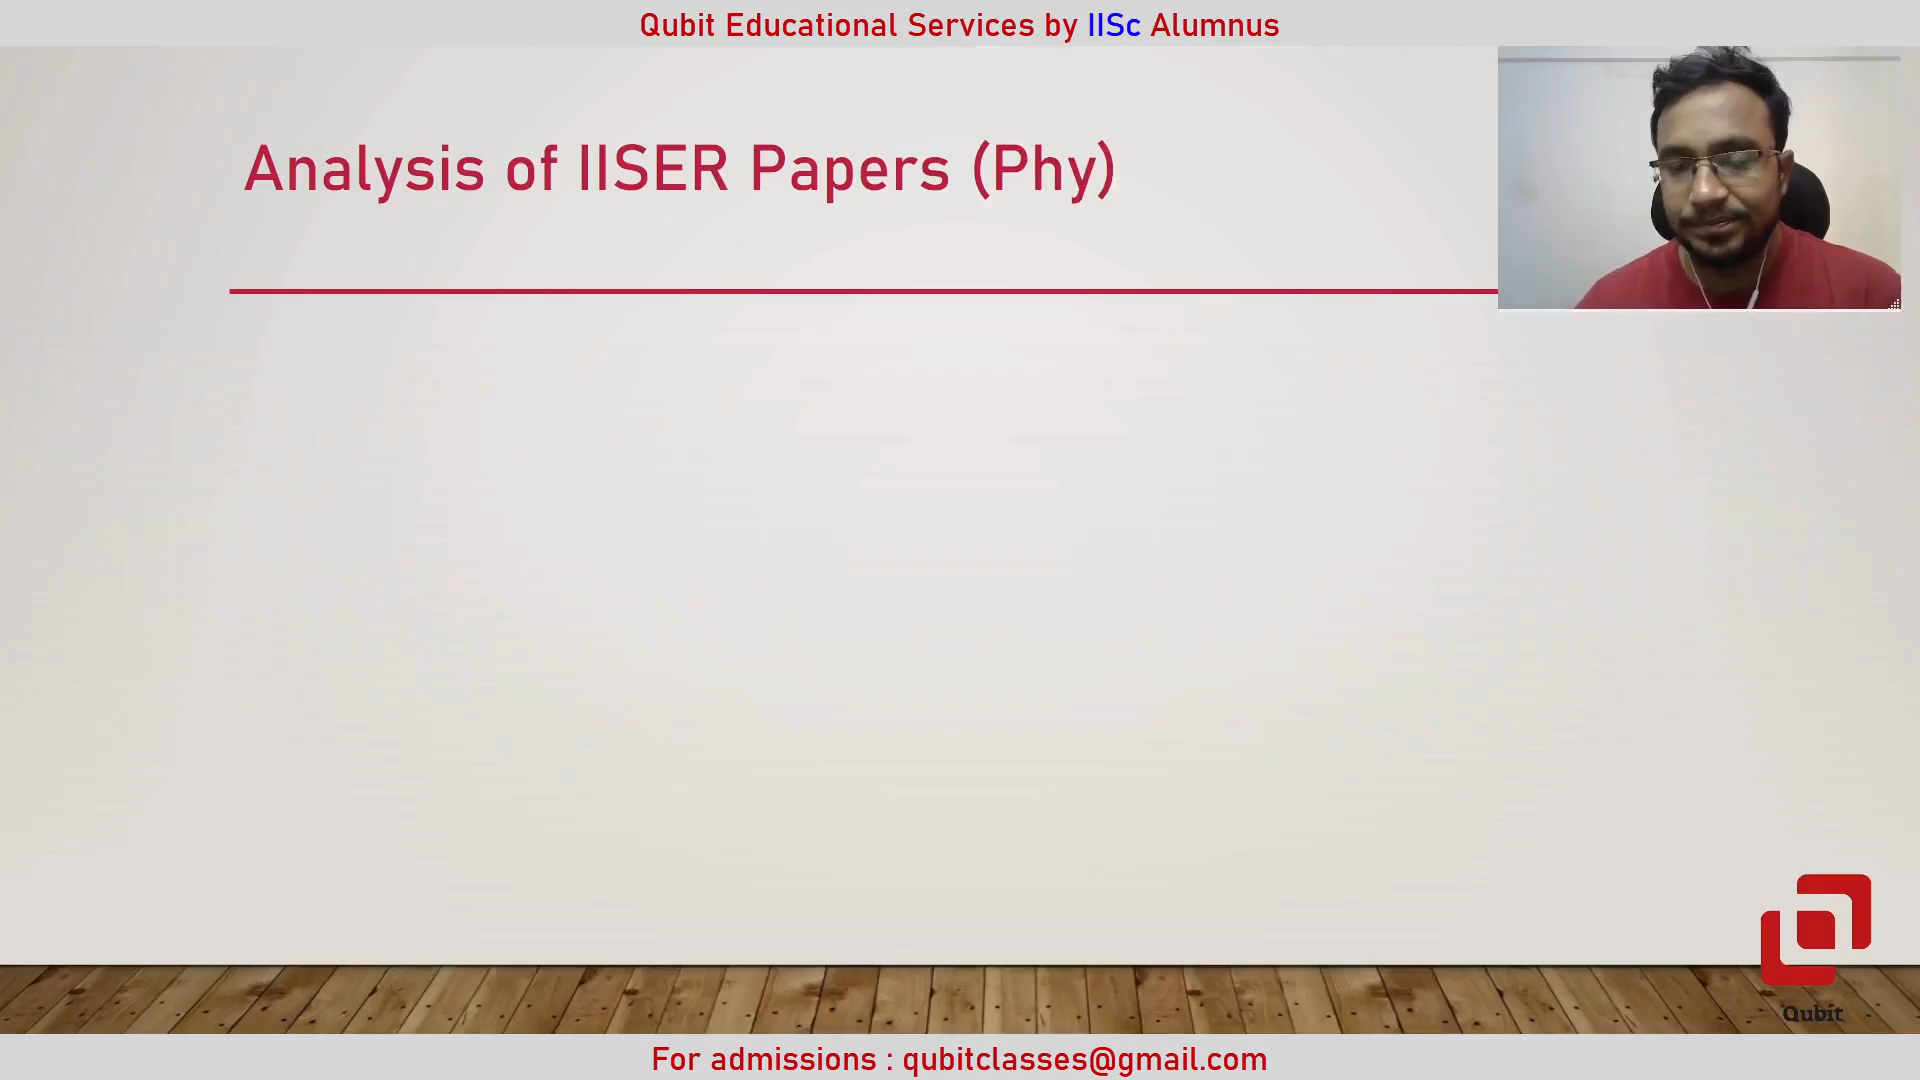 Qubit Educational Services by IISc Alumnus
Analysis of IISER Papers (Phy)
Qubit
For admissions : qubitclasses@gmail.com